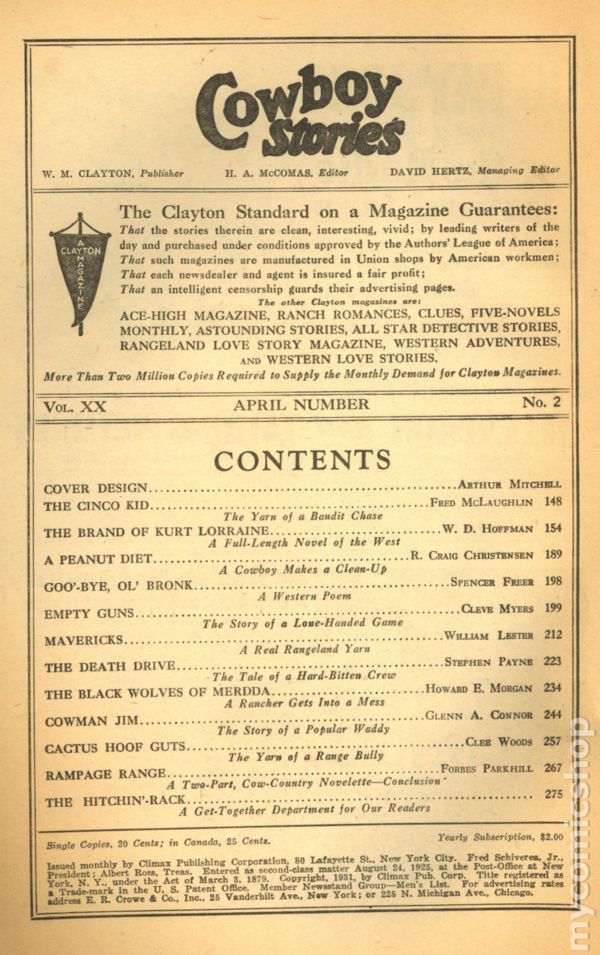 Cowboy
Stories
W. M. CLAYTON, Publisher H. A. McCOMAS, Editor DAVID HERTZ, Managing Editor
A
CLAYTON
MAGAZINE
The Clayton Standard on a Magazine Guarantees:
That the stories therein are clean, interesting, vivid; by leading writers of the
day and purchased under conditions approved by the Authors' League of America;
That such magazines are manufactured in Union shops by American workmen;
That each newsdealer and agent is insured a fair profit;
That an intelligent censorship guards their advertising pages.
The other Clayton magazines are:
ACE-HIGH MAGAZINE, RANCH ROMANCES, CLUES, FIVE-NOVELS
MONTHLY, ASTOUNDING STORIES, ALL STAR DETECTIVE STORIES,
RANGELAND LOVE STORY MAGAZINE, WESTERN ADVENTURES,
AND WESTERN LOVE STORIES.
More Than Two Million Copies Required to Supply the Monthly Demand for Clayton Magazines.
VOL. XX APRIL NUMBER No. 2
CONTENTS
COVER DESIGN ARTHUR MITCHELL
THE CINCO KID FRED McLAUGHLIN 148
The Yarn of a Bandit Chase
THE BRAND OF KURT LORRAINE W. D. HOFFMAN 154
A Full-Length Novel of the West
A PEANUT DIET R. CRAIG CHRISTENSEN 189
A Cowboy Makes a Clean-Up
GOO'-BYE, OL' BRONK SPENCER FREER 198
A Western Poem
EMPTY GUNS CLEVE MYERS 199
The Story of a Lone-Handed Game
MAVERICKS WILLIAM LESTER 212
A Real Rangeland Yarn
THE DEATH DRIVE STEPHEN PAYNE 223
The Tale of a Hard-Bitten Crew
THE BLACK WOLVES OF MERDDA HOWARD E. MORGAN 234
A Rancher Gets Into a Mess
COWMAN JIM GLENN A. CONNOR 244
The Story of a Popular Waddy
CACTUS HOOF GUTS CLEE WOODS 257
The Yarn of a Range Bully
RAMPAGE RANGE FORBES PARKHILL 267
A Two-Part, Cow-Country Novelette—Conclusion
THE HITCHIN'-RACK 275
A Get-Together Department for Our Readers
Single Copies, 20 Cents; in Canada, 25 Cents. Yearly Subscription, $2.00
Issued monthly by Climax Publishing Corporation, 80 Lafayette St., New York City. Fred Schiverea, Jr.,
President; Albert Ross, Treas. Entered as second-class matter August 24, 1925, at the Post-Office at New
York, N. Y., under the Act of March 3, 1879. Copyright, 1931, by Climax Pub. Corp. Title registered as
a Trade-mark in the U. S. Patent Office. Member Newsstand Group—Men's List. For advertising rates
address E. R. Crowe & Co., Inc., 25 Vanderbilt Ave., New York; or 225 N. Michigan Ave., Chicago.
mycomicshop